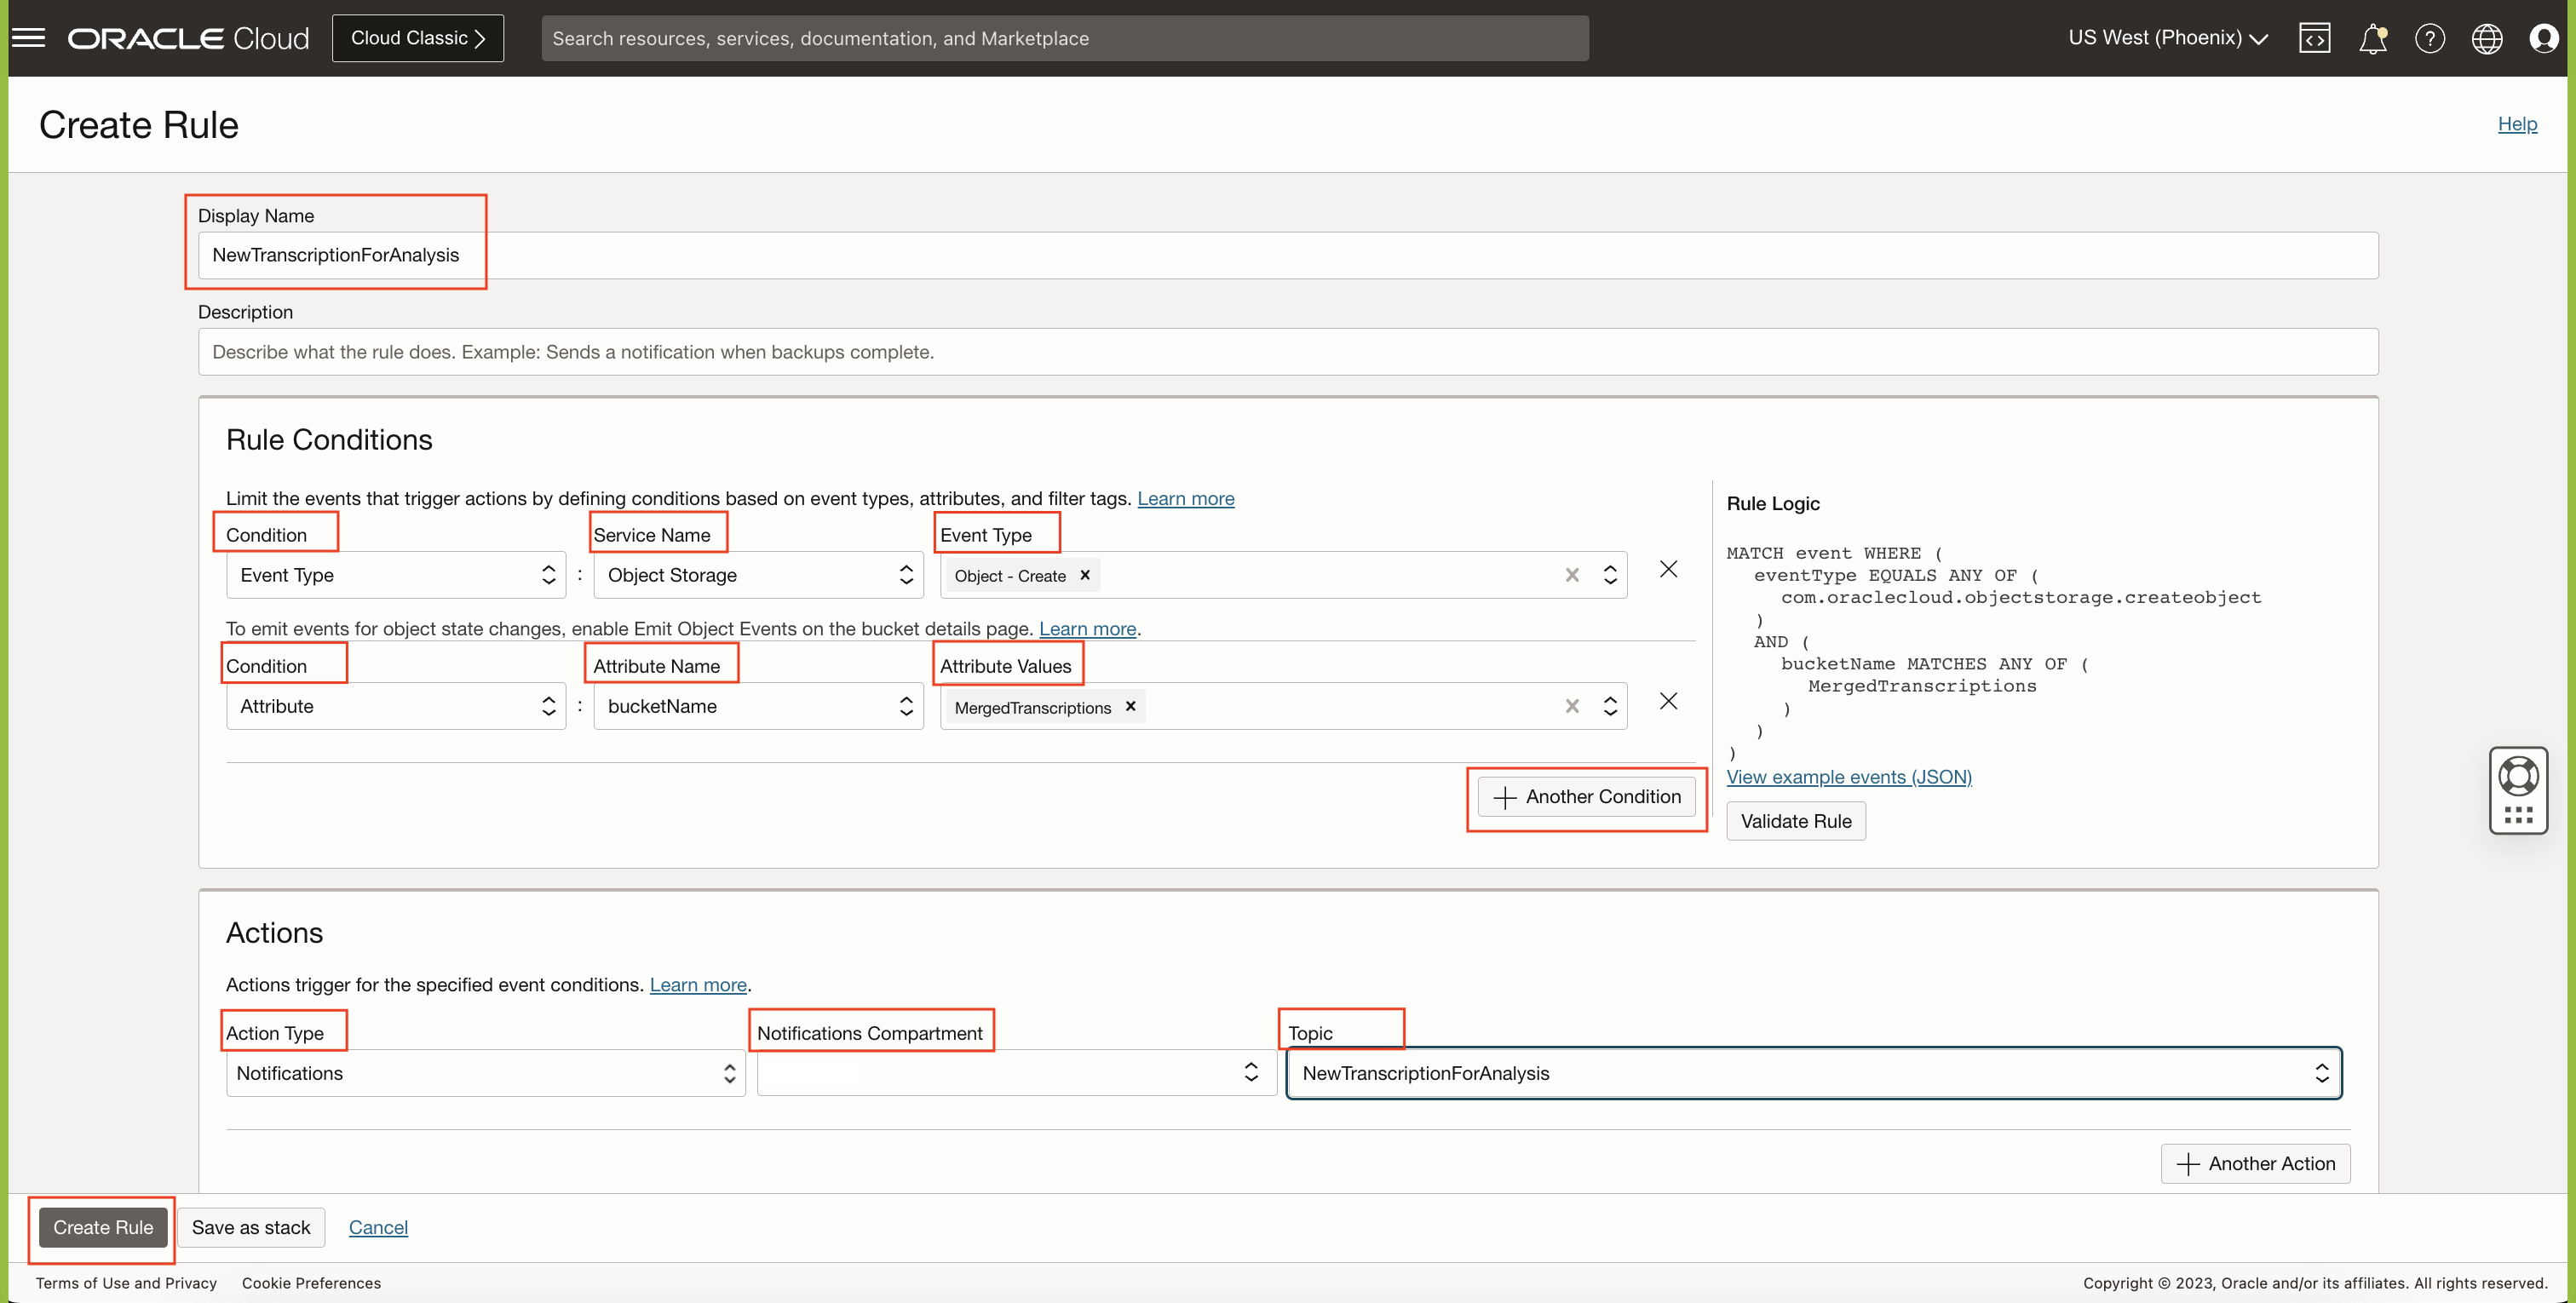 ORACLE Cloud Cloud Classic Search resources, services, documentation, and Marketplace US West (Phoenix)
Create Rule Help
Display Name
NewTranscriptionForAnalysis
Description
Describe what the rule does. Example: Sends a notification when backups complete.
Rule Conditions
Limit the events that trigger actions by defining conditions based on event types, attributes, and filter tags. Learn more
Condition Service Name Event Type
Event Type : Object Storage Object - Create
To emit events for object state changes, enable Emit Object Events on the bucket details page. Learn more.
Condition Attribute Name Attribute Values
Attribute : bucketName MergedTranscriptions
Another Condition
Rule Logic
MATCH event WHERE (
eventType EQUALS ANY OF (
com.oraclecloud.objectstorage.createobject
)
AND (
bucketName MATCHES ANY OF (
MergedTranscriptions
)
)
)
View example events (JSON)
Validate Rule
Actions
Actions trigger for the specified event conditions. Learn more.
Action Type Notifications Compartment Topic
Notifications NewTranscriptionForAnalysis
Another Action
Create Rule Save as stack Cancel
Terms of Use and Privacy Cookie Preferences Copyright © 2023, Oracle and/or its affiliates. All rights reserved.